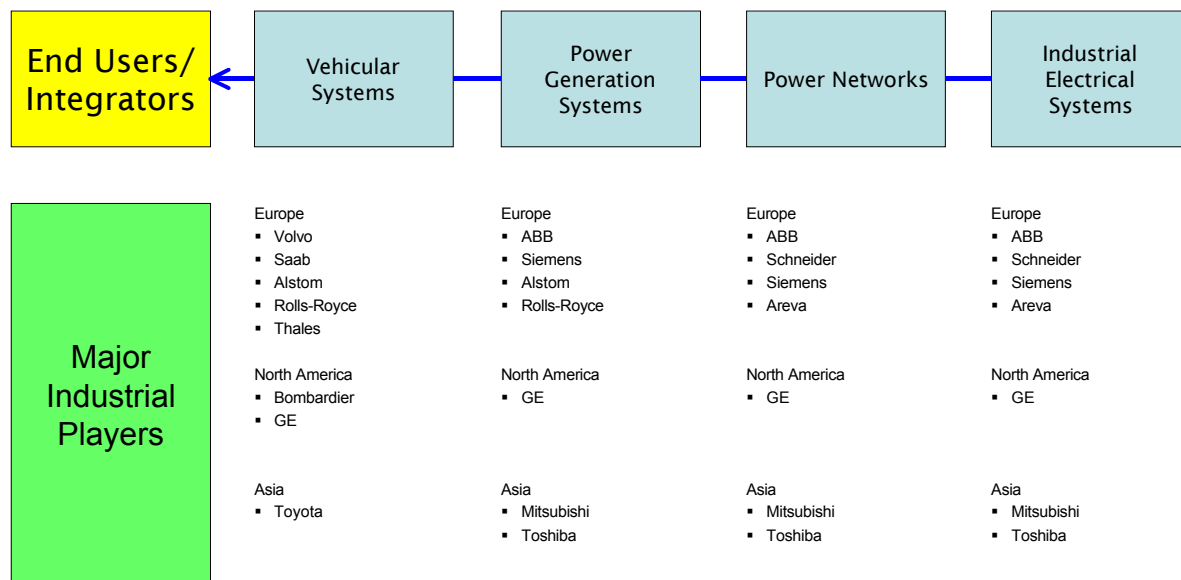 End Users/
Integrators
Vehicular
Systems
Power
Generation
Systems
Power Networks
Industrial
Electrical
Systems
Major
Industrial
Players
Europe
▪ Volvo
▪ Saab
▪ Alstom
▪ Rolls-Royce
▪ Thales
North America
▪ Bombardier
▪ GE
Asia
▪ Toyota
Europe
▪ ABB
▪ Siemens
▪ Alstom
▪ Rolls-Royce
North America
▪ GE
Asia
▪ Mitsubishi
▪ Toshiba
Europe
▪ ABB
▪ Schneider
▪ Siemens
▪ Areva
North America
▪ GE
Asia
▪ Mitsubishi
▪ Toshiba
Europe
▪ ABB
▪ Schneider
▪ Siemens
▪ Areva
North America
▪ GE
Asia
▪ Mitsubishi
▪ Toshiba